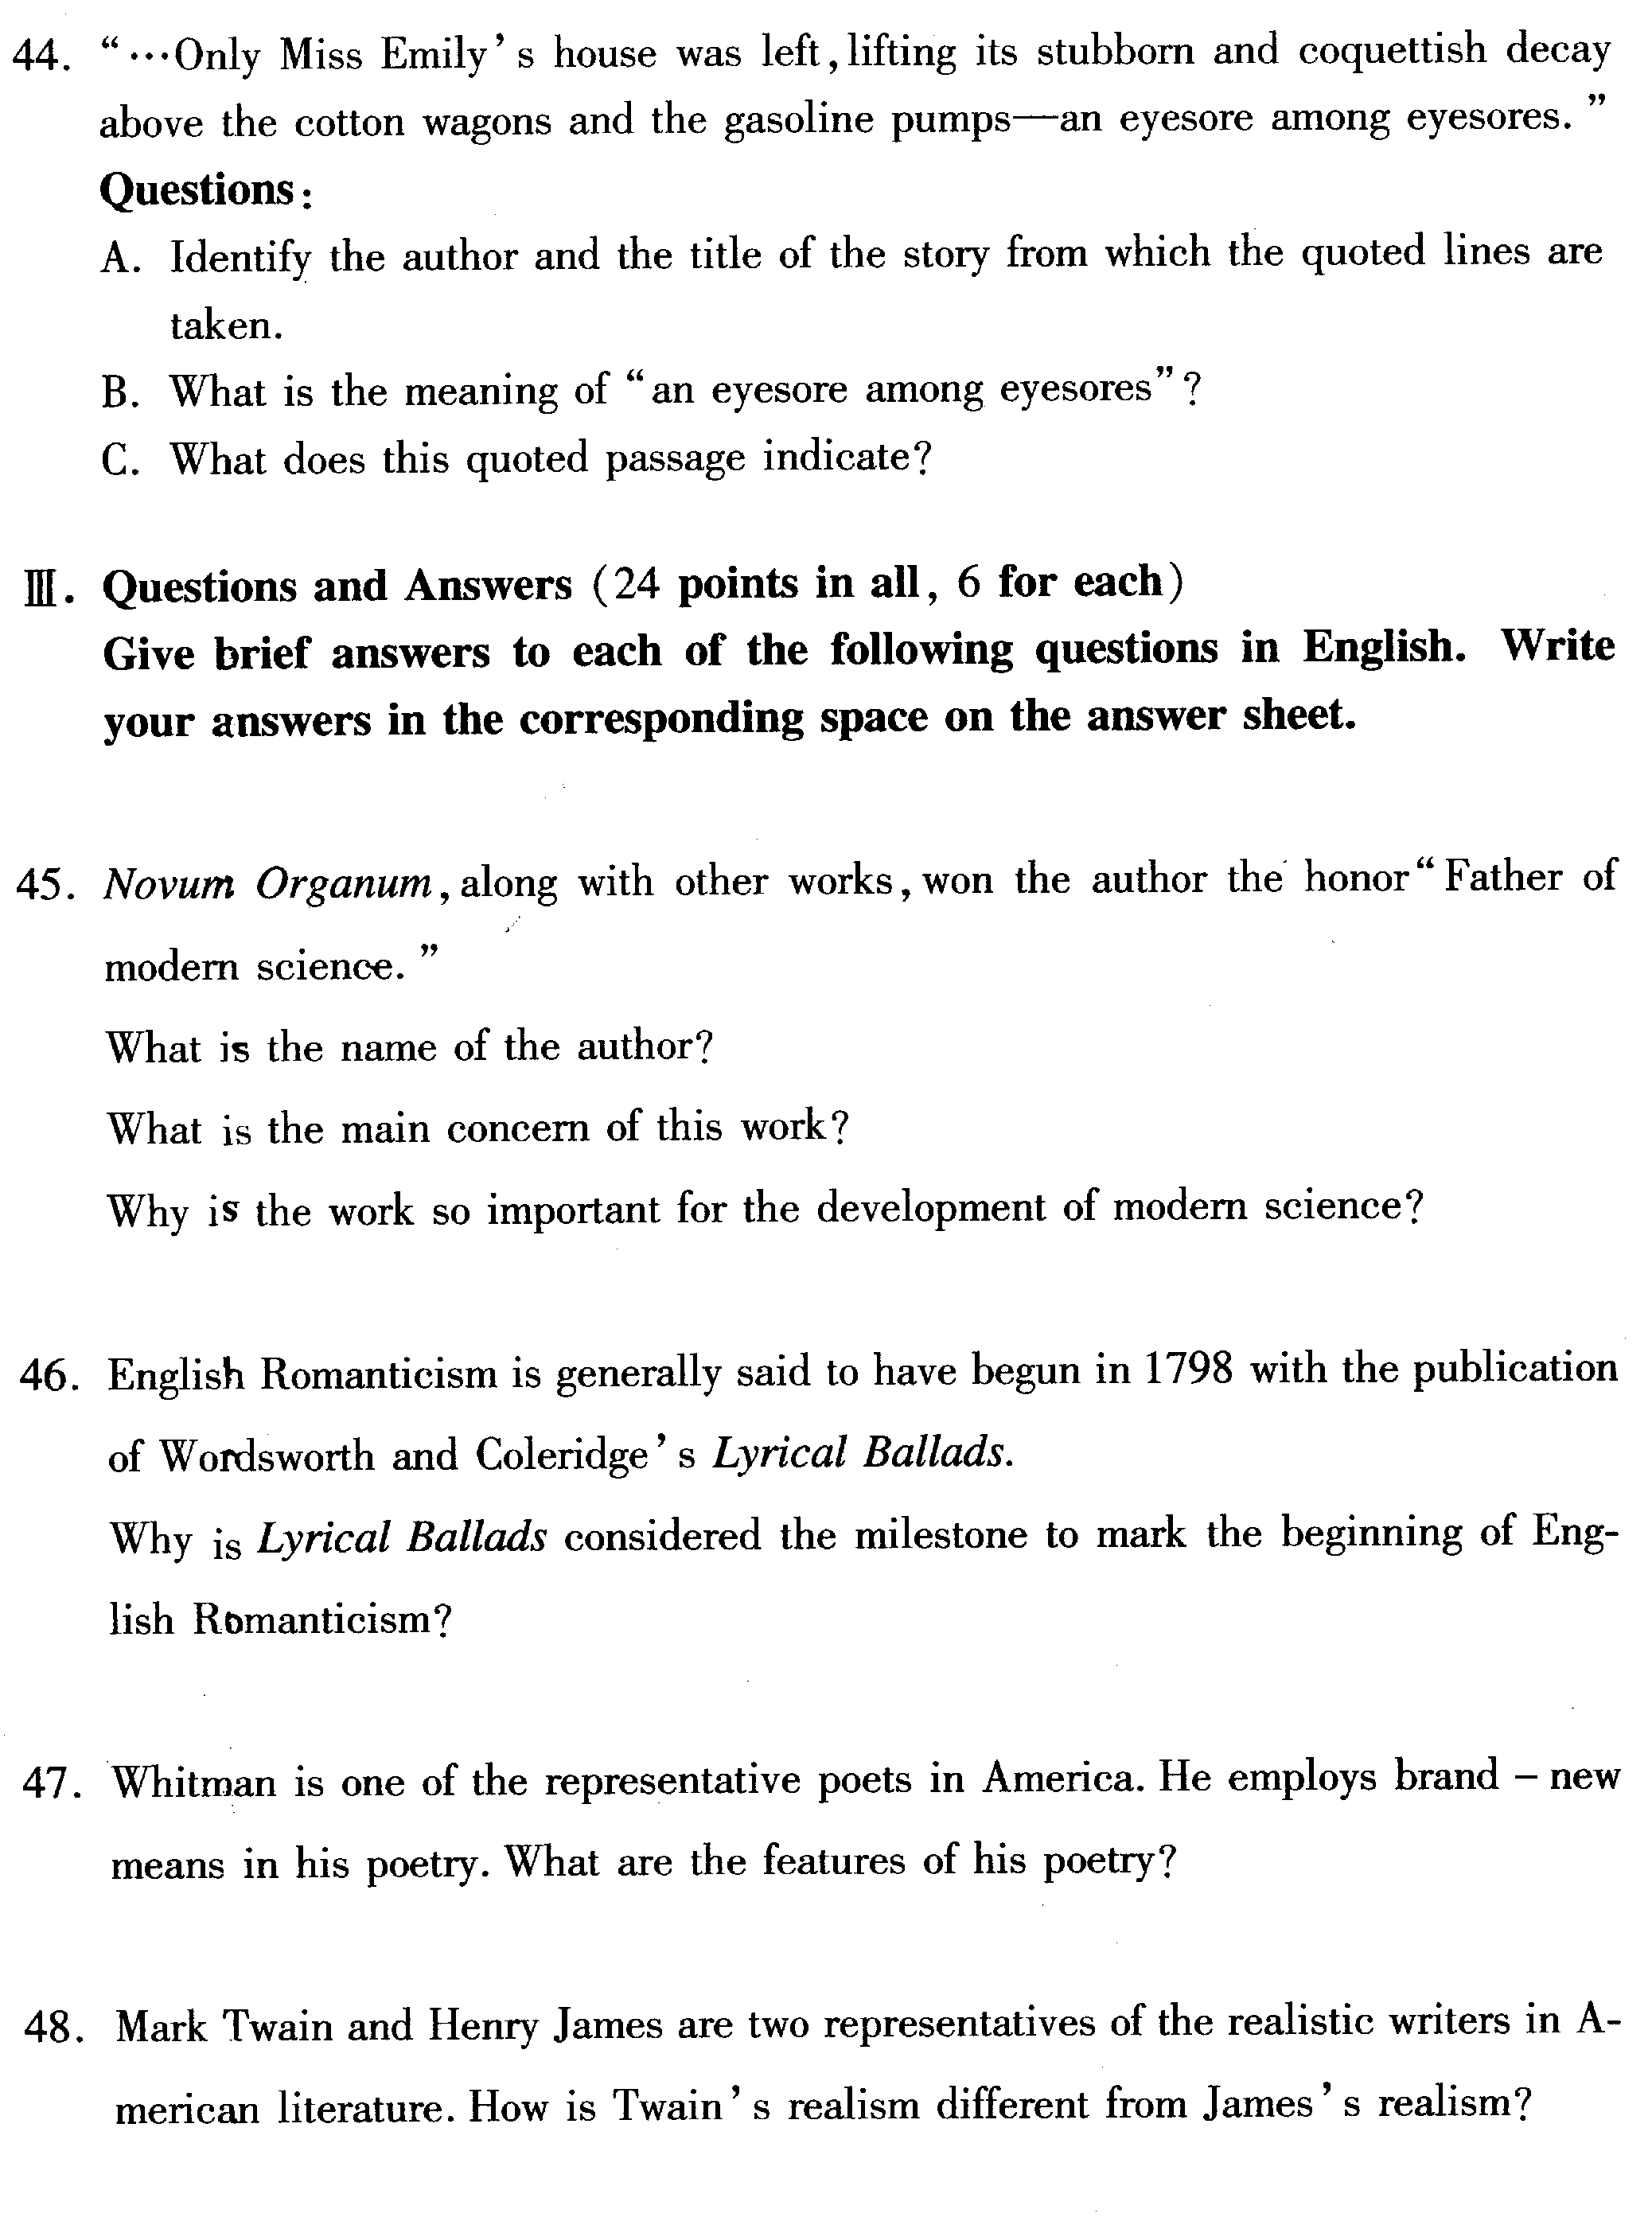 44. “…Only Miss Emily’s house was left, lifting its stubborn and coquettish decay
above the cotton wagons and the gasoline pumps—an eyesore among eyesores.”
Questions:
A. Identify the author and the title of the story from which the quoted lines are
taken.
B. What is the meaning of “an eyesore among eyesores”?
C. What does this quoted passage indicate?
Ⅲ. Questions and Answers (24 points in all, 6 for each)
Give brief answers to each of the following questions in English. Write
your answers in the corresponding space on the answer sheet.
45. Novum Organum, along with other works, won the author the honor “Father of
modern science.”
What is the name of the author?
What is the main concern of this work?
Why is the work so important for the development of modern science?
46. English Romanticism is generally said to have begun in 1798 with the publication
of Wordsworth and Coleridge’s Lyrical Ballads.
Why is Lyrical Ballads considered the milestone to mark the beginning of Eng-
lish Romanticism?
47. Whitman is one of the representative poets in America. He employs brand – new
means in his poetry. What are the features of his poetry?
48. Mark Twain and Henry James are two representatives of the realistic writers in A-
merican literature. How is Twain’s realism different from James’s realism?